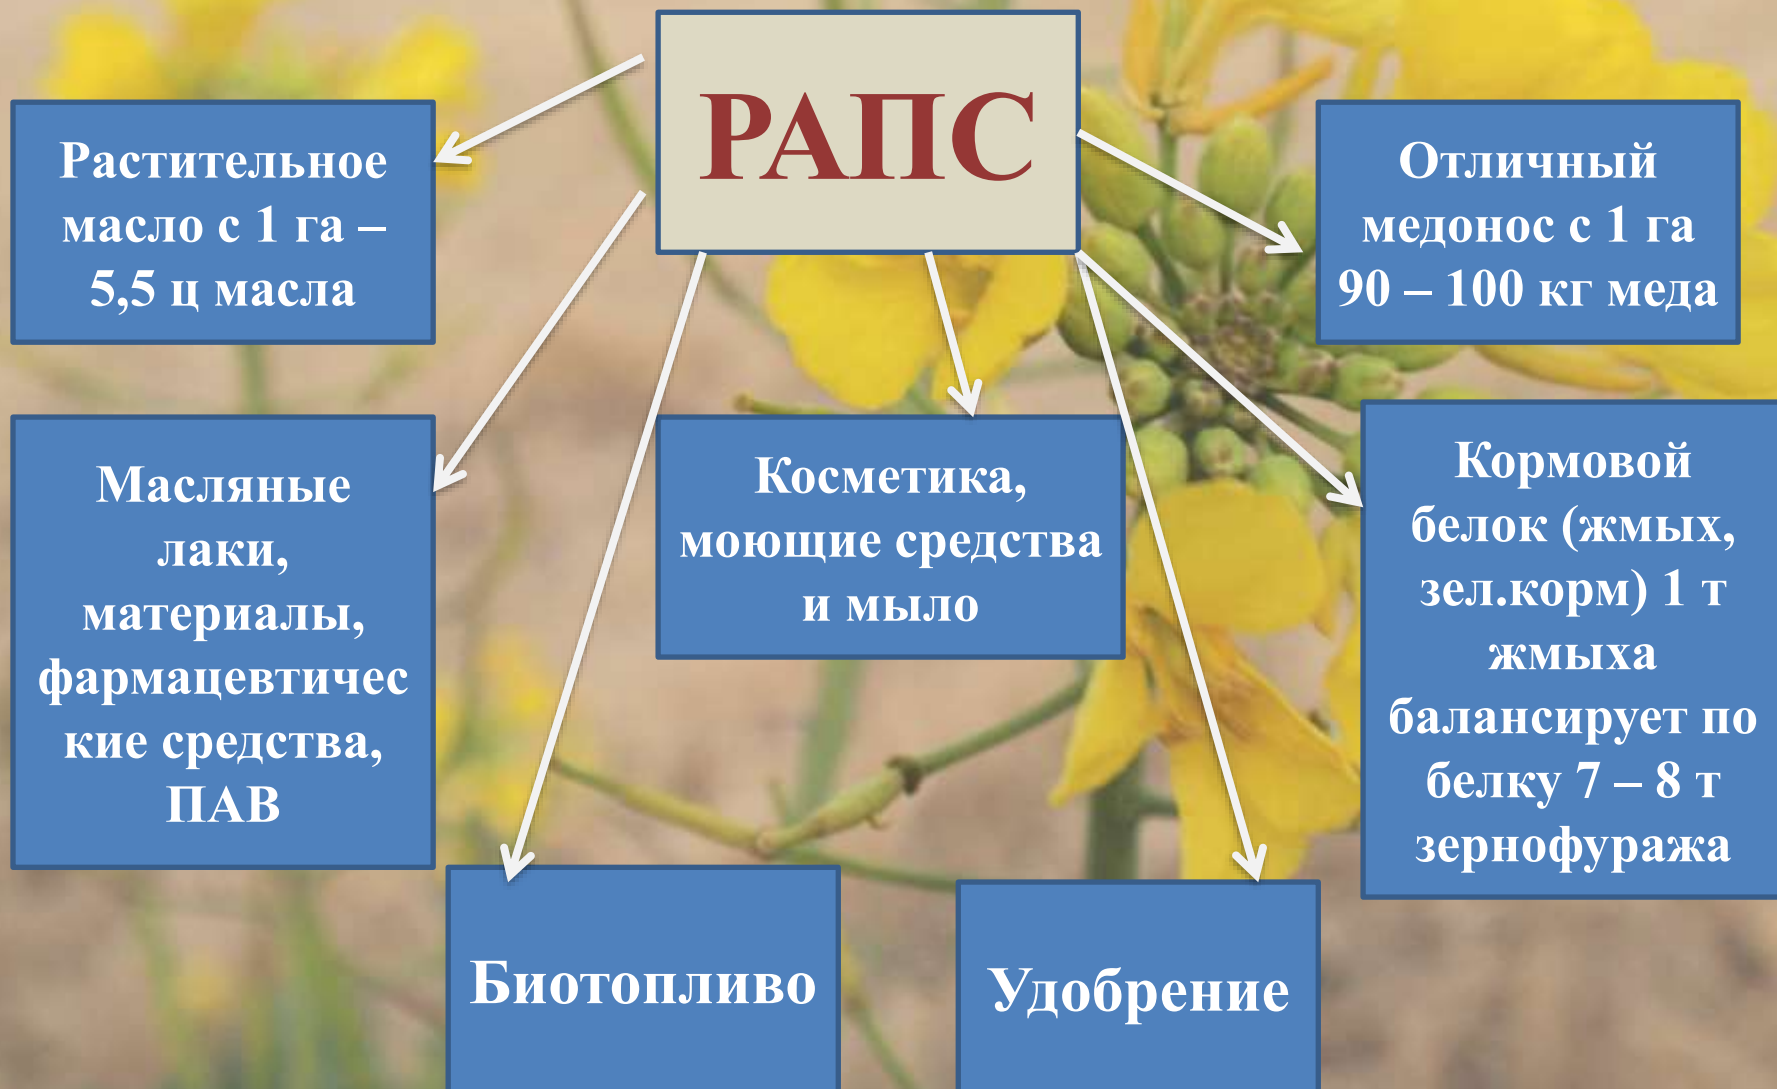 РАПС
Растительное
масло с 1 га –
5,5 ц масла
Отличный
медонос с 1 га
90 – 100 кг меда
Масляные
лаки,
материалы,
фармацевтичес
кие средства,
ПАВ
Косметика,
моющие средства
и мыло
Кормовой
белок (жмых,
зел.корм) 1 т
жмыха
балансирует по
белку 7 – 8 т
зернофуража
Биотопливо
Удобрение